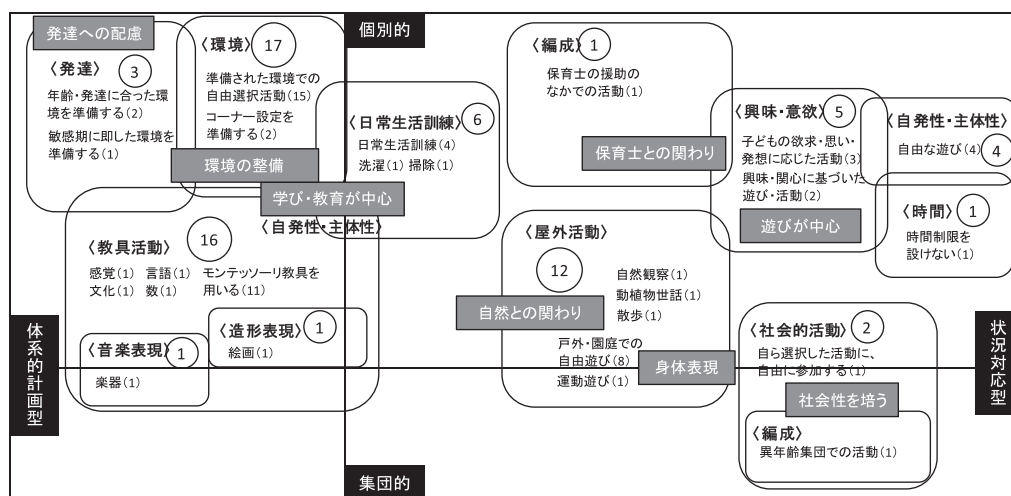 発達への配慮
〈発達〉
3
年齢・発達に合った環
境を準備する(2)
敏感期に即した環境を
準備する(1)
〈環境〉
17
準備された環境での
自由選択活動(15)
コーナー設定を
準備する(2)
環境の整備
個別的
〈日常生活訓練〉
6
日常生活訓練(4)
洗濯(1) 掃除(1)
学び・教育が中心
〈自発性・主体性〉
〈教具活動〉
16
感覚(1) 言語(1)
文化(1) 数(1)
モンテッソーリ教具を
用いる(11)
〈造形表現〉
1
絵画(1)
〈音楽表現〉
1
楽器(1)
体系的計画型
〈編成〉
1
保育士の援助の
なかでの活動(1)
保育士との関わり
〈興味・意欲〉
5
子どもの欲求・思い・
発想に応じた活動(3)
興味・関心に基づいた
遊び・活動(2)
遊びが中心
〈自発性・主体性〉
自由な遊び(4)
4
〈時間〉
1
時間制限を
設けない(1)
〈屋外活動〉
12
自然観察(1)
動植物世話(1)
散歩(1)
自然との関わり
戸外・園庭での
自由遊び(8)
運動遊び(1)
身体表現
〈社会的活動〉
2
自ら選択した活動に、
自由に参加する(1)
社会性を培う
〈編成〉
異年齢集団での活動(1)
状況対応型
集団的